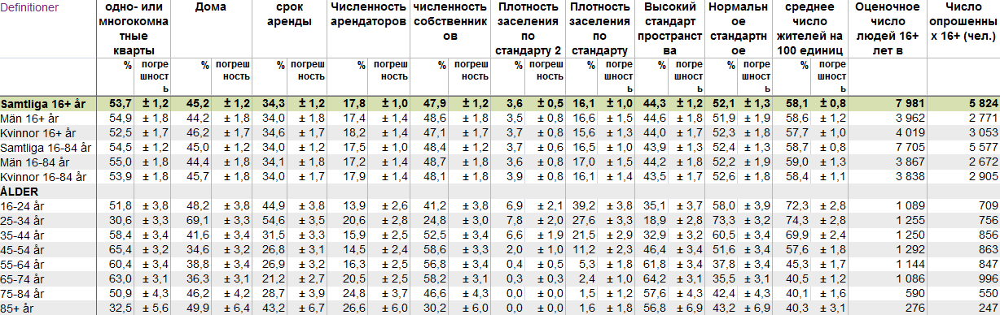 Definitioner одно- или многокомна тные кварты Дома срок аренды Численность арендаторов численность собственник ов Плотность заселения по стандарту 2 Плотность заселения по стандарту Высокий стандарт пространст ва Нормальн ое стандартн ое среднее число жителей на 100 единиц Оценочное число людей 16+ лет в Число опрошенны х 16+ (чел.)
% погре шност ь % погреш ность % погреш ность % погреш ность % погреш ность % погреш ность % погре шност ь % погреш ность % погре шност ь % погре шност ь
Samtliga 16+ år 53,7 ± 1,2 45,2 ± 1,2 34,3 ± 1,2 17,8 ± 1,0 47,9 ± 1,2 3,6 ± 0,5 16,1 ± 1,0 44,3 ± 1,2 52,1 ± 1,3 58,1 ± 0,8 7 981 5 824
Män 16+ år 54,9 ± 1,8 44,2 ± 1,8 34,0 ± 1,8 17,4 ± 1,4 48,6 ± 1,8 3,5 ± 0,8 16,6 ± 1,5 44,6 ± 1,8 51,9 ± 1,9 58,6 ± 1,2 3 962 2 771
Kvinnor 16+ år 52,5 ± 1,7 46,2 ± 1,7 34,6 ± 1,7 18,2 ± 1,4 47,1 ± 1,7 3,7 ± 0,8 15,6 ± 1,3 44,0 ± 1,7 52,3 ± 1,8 57,7 ± 1,0 4 019 3 053
Samtliga 16-84 år 54,5 ± 1,2 45,0 ± 1,2 34,0 ± 1,2 17,5 ± 1,0 48,4 ± 1,2 3,7 ± 0,6 16,5 ± 1,0 43,9 ± 1,3 52,4 ± 1,3 58,7 ± 0,8 7 705 5 577
Män 16-84 år 55,0 ± 1,8 44,4 ± 1,8 34,1 ± 1,8 17,2 ± 1,4 48,7 ± 1,8 3,6 ± 0,8 17,0 ± 1,5 44,2 ± 1,8 52,2 ± 1,9 59,0 ± 1,3 3 867 2 672
Kvinnor 16-84 år 53,9 ± 1,8 45,7 ± 1,8 34,0 ± 1,7 17,9 ± 1,4 48,1 ± 1,8 3,9 ± 0,8 16,1 ± 1,4 43,5 ± 1,7 52,6 ± 1,8 58,4 ± 1,1 3 838 2 905
ÅLDER
16-24 år 51,8 ± 3,8 48,2 ± 3,8 44,9 ± 3,8 13,9 ± 2,6 41,2 ± 3,8 6,9 ± 2,1 39,2 ± 3,8 35,1 ± 3,7 58,0 ± 3,9 72,3 ± 2,8 1 089 709
25-34 år 30,6 ± 3,3 69,1 ± 3,3 54,6 ± 3,5 20,6 ± 2,8 24,8 ± 3,0 7,8 ± 2,0 27,6 ± 3,3 18,9 ± 2,8 73,3 ± 3,2 74,3 ± 2,8 1 255 756
35-44 år 58,4 ± 3,4 41,6 ± 3,4 31,5 ± 3,3 15,9 ± 2,5 52,5 ± 3,4 6,6 ± 1,9 21,5 ± 2,9 32,9 ± 3,2 60,5 ± 3,4 69,9 ± 2,4 1 250 856
45-54 år 65,4 ± 3,2 34,6 ± 3,2 26,8 ± 3,1 14,5 ± 2,4 58,6 ± 3,3 2,0 ± 1,0 11,2 ± 2,3 46,4 ± 3,4 51,6 ± 3,4 57,6 ± 1,8 1 292 863
55-64 år 60,4 ± 3,4 38,8 ± 3,4 26,9 ± 3,2 16,3 ± 2,5 56,8 ± 3,4 0,4 ± 0,5 5,3 ± 1,8 61,8 ± 3,4 37,8 ± 3,4 45,3 ± 1,7 1 144 847
65-74 år 63,0 ± 3,1 36,3 ± 3,1 21,2 ± 2,7 20,5 ± 2,5 58,2 ± 3,1 0,3 ± 0,3 2,4 ± 1,0 64,2 ± 3,1 35,5 ± 3,1 40,5 ± 1,2 1 086 996
75-84 år 50,9 ± 4,3 46,2 ± 4,2 28,7 ± 3,9 24,8 ± 3,7 46,6 ± 4,3 0,0 ± 0,0 1,5 ± 1,2 57,6 ± 4,3 42,4 ± 4,3 40,1 ± 1,6 590 550
85+ år 32,5 ± 5,6 49,9 ± 6,4 43,2 ± 6,7 26,6 ± 6,0 30,2 ± 6,0 0,0 ± 0,0 1,6 ± 1,8 56,8 ± 6,9 43,2 ± 6,9 40,3 ± 3,1 276 247